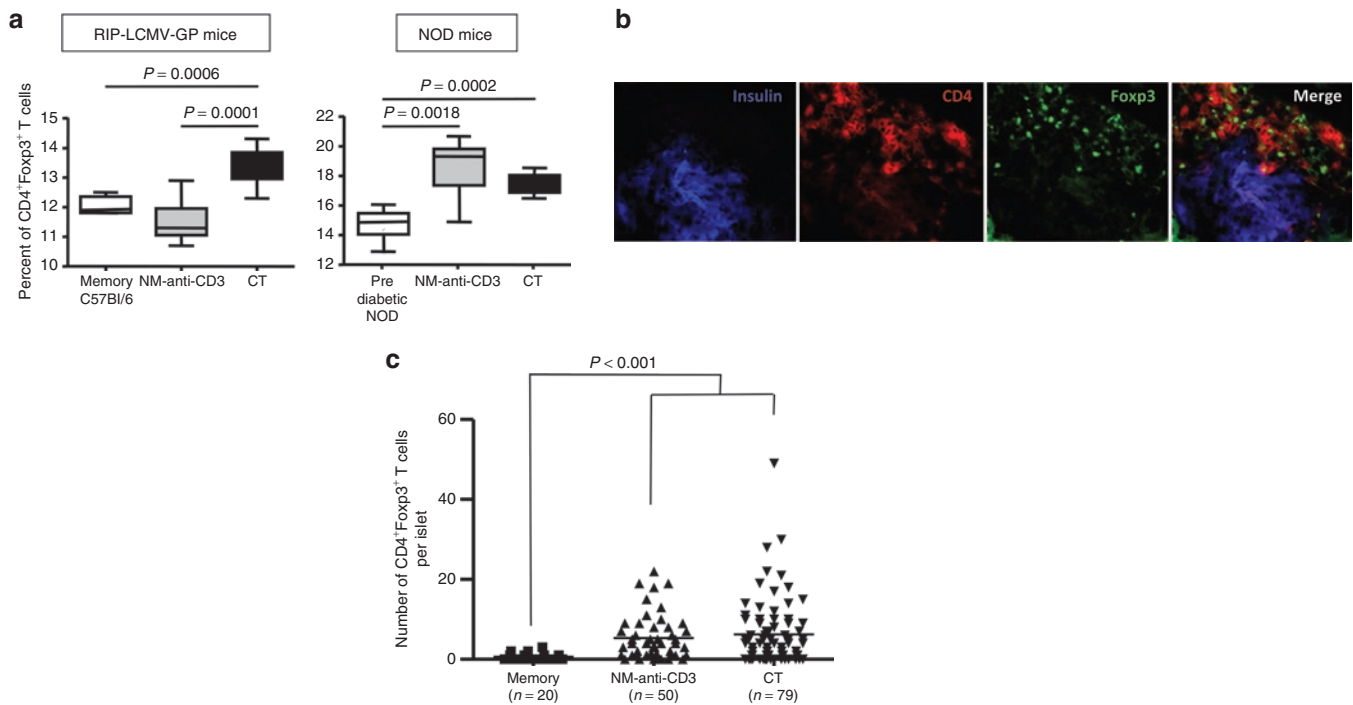 a
RIP-LCMV-GP mice
NOD mice
P = 0.0006
P = 0.0001
P = 0.0002
P = 0.0018
Percent of CD4+Foxp3+ T cells
15
14
13
12
11
10
22
20
18
16
14
12
Memory
C57Bl/6
NM-anti-CD3
CT
Pre
diabetic
NOD
NM-anti-CD3
CT
b
Insulin
CD4
Foxp3
Merge
c
P < 0.001
Number of CD4+Foxp3+ T cells
per islet
60
40
20
0
Memory
(n = 20)
NM-anti-CD3
(n = 50)
CT
(n = 79)